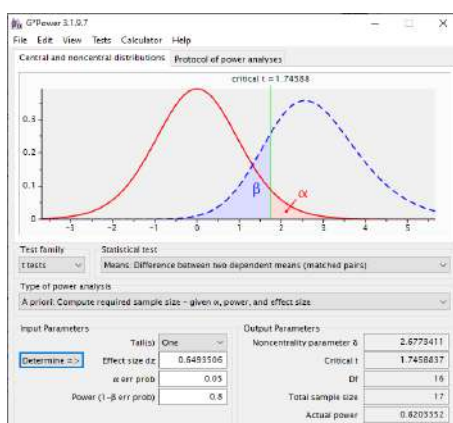 G*Power 3.1.9.7
File Edit View Tests Calculator Help
Central and noncentral distributions Protocol of power analyses
critical t = 1.74588
0.3
0.2
0.1
0
β
α
-3 -2 -1 0 1 2 3 4 5
Test family Statistical test
t tests Means: Difference between two dependent means (matched pairs)
Type of power analysis
A priori: Compute required sample size – given α, power, and effect size
Input Parameters Output Parameters
Tail(s) One Noncentrality parameter δ 2.6773411
Determine => Effect size dz 0.6493506 Critical t 1.7458837
α err prob 0.05 Df 16
Power (1-β err prob) 0.8 Total sample size 17
Actual power 0.8203352